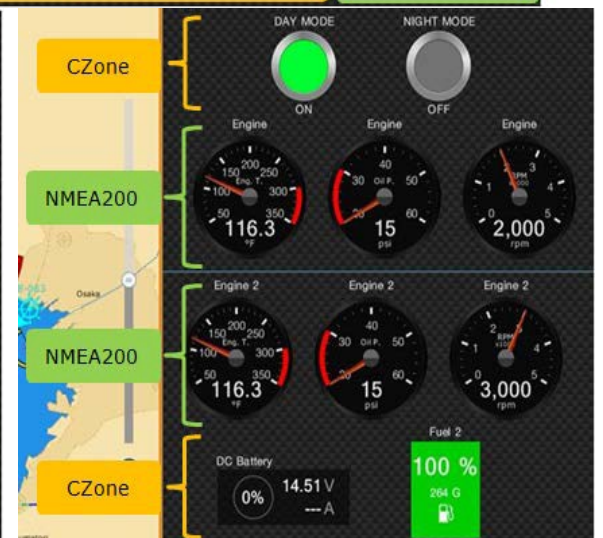 DAY MODE NIGHT MODE
CZone
ON OFF
Engine Engine Engine
NMEA200
50 100 150 200 250 300 350
Eng. T.
116.3
°F
30 40 50 60
Oil P.
15
psi
0 1 2 3 4 5
RPM
x1000
2,000
rpm
Osaka
Engine 2 Engine 2 Engine 2
NMEA200
50 100 150 200 250 300 350
Eng. T.
116.3
°F
20 30 40 50 60
Oil P.
15
psi
0 1 2 4 5
RPM
x1000
3,000
rpm
CZone
DC Battery
0%
14.51 V
--- A
Fuel 2
100 %
264 G